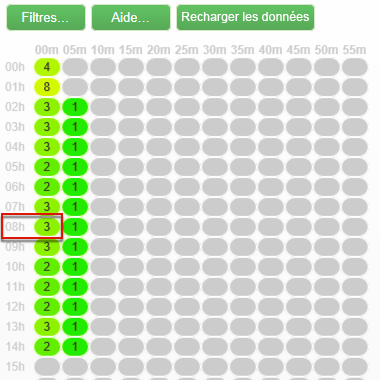 Filtres... Aide... Recharger les données
00m 05m 10m 15m 20m 25m 30m 35m 40m 45m 50m 55m
00h 4
01h 8
02h 3 1
03h 3 1
04h 3 1
05h 2 1
06h 2 1
07h 3 1
08h 3 1
09h 3 1
10h 2 1
11h 2 1
12h 2 1
13h 3 1
14h 2 1
15h